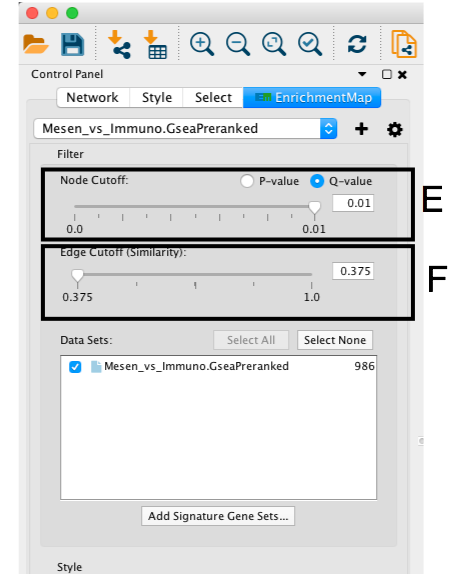 Control Panel
Network Style Select EnrichmentMap
Mesen_vs_Immuno.GseaPreranked
Filter
Node Cutoff: P-value Q-value
0.01
0.0 0.01
E
Edge Cutoff (Similarity):
0.375
0.375 1.0
F
Data Sets: Select All Select None
Mesen_vs_Immuno.GseaPreranked 986
Add Signature Gene Sets...
Style